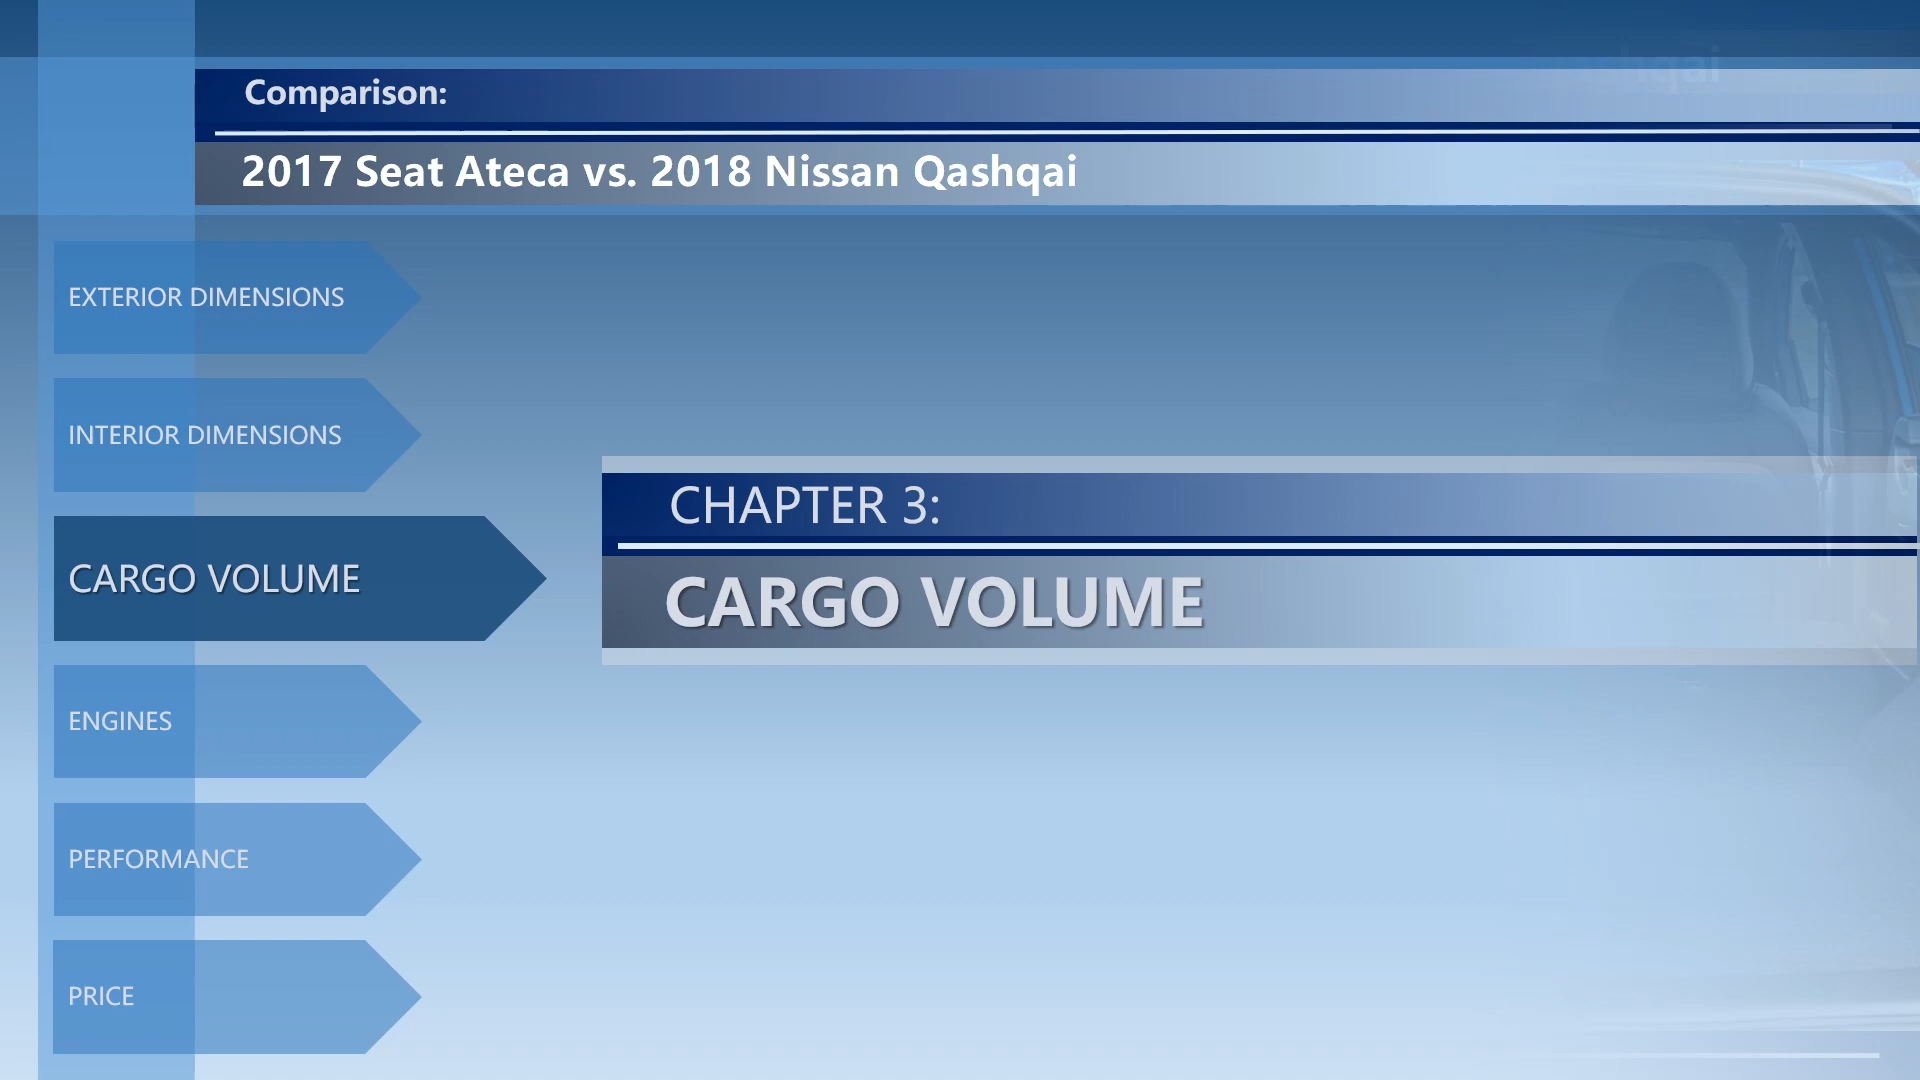 Comparison:
2017 Seat Ateca vs. 2018 Nissan Qashqai
EXTERIOR DIMENSIONS
INTERIOR DIMENSIONS
CARGO VOLUME
ENGINES
PERFORMANCE
PRICE
CHAPTER 3:
CARGO VOLUME